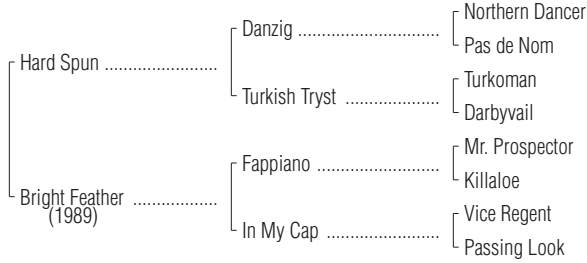 Northern Dancer
Danzig ..........................................
Pas de Nom
Hard Spun .................................
Turkoman
Turkish Tryst ............................
Darbyvail
Mr. Prospector
Fappiano .....................................
Killaloe
Bright Feather .........................
(1989)
Vice Regent
In My Cap .................................
Passing Look